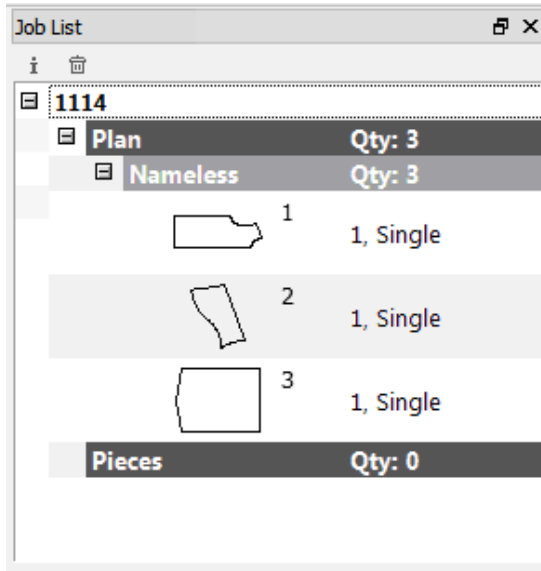 Job List
1114
Plan Qty: 3
Nameless Qty: 3
1
1, Single
2
1, Single
3
1, Single
Pieces Qty: 0